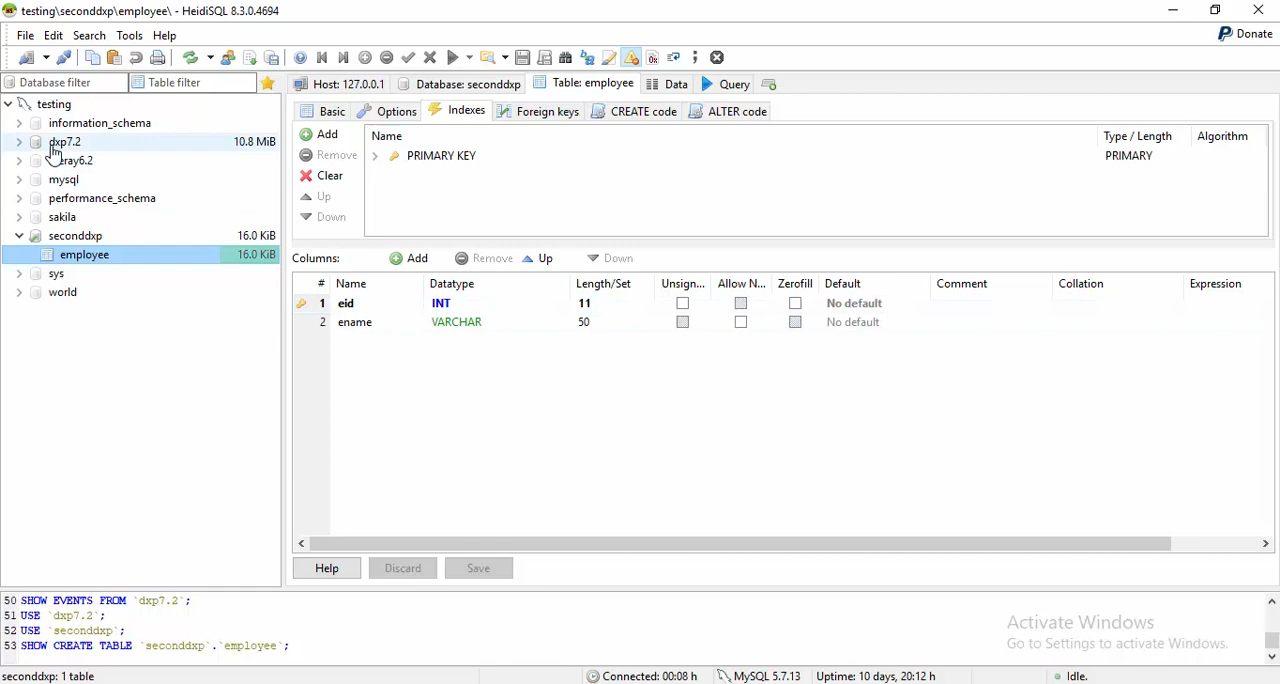 testing\seconddxp\employee\ - HeidiSQL 8.3.0.4694
File Edit Search Tools Help
Donate
Database filter Table filter
Host: 127.0.0.1 Database: seconddxp Table: employee Data Query
testing
information_schema
dxp7.2 10.8 MiB
mysql
performance_schema
sakila
seconddxp 16.0 KiB
employee 16.0 KiB
sys
world
Basic Options Indexes Foreign keys CREATE code ALTER code
Add
Remove
Clear
Up
Down
Name Type / Length Algorithm
PRIMARY KEY PRIMARY
Columns: Add Remove Up Down
# Name Datatype Length/Set Unsign... Allow N... Zerofill Default Comment Collation Expression
1 eid INT 11 No default
2 ename VARCHAR 50 No default
Help Discard Save
50 SHOW EVENTS FROM `dxp7.2`;
51 USE `dxp7.2`;
52 USE `seconddxp`;
53 SHOW CREATE TABLE `seconddxp`.`employee`;
Activate Windows
Go to Settings to activate Windows.
seconddxp: 1 table Connected: 00:08 h MySQL 5.7.13 Uptime: 10 days, 20:12 h Idle.